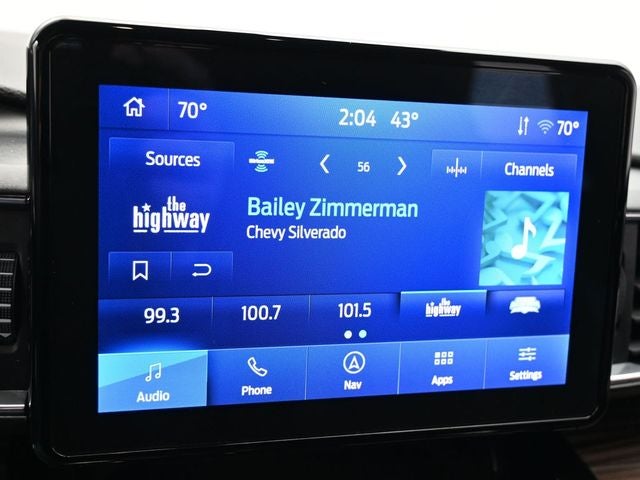 70° 2:04 43° 70°
Sources 56 Channels
the
highway
Bailey Zimmerman
Chevy Silverado
99.3 100.7 101.5 the highway
Audio Phone Nav Apps Settings